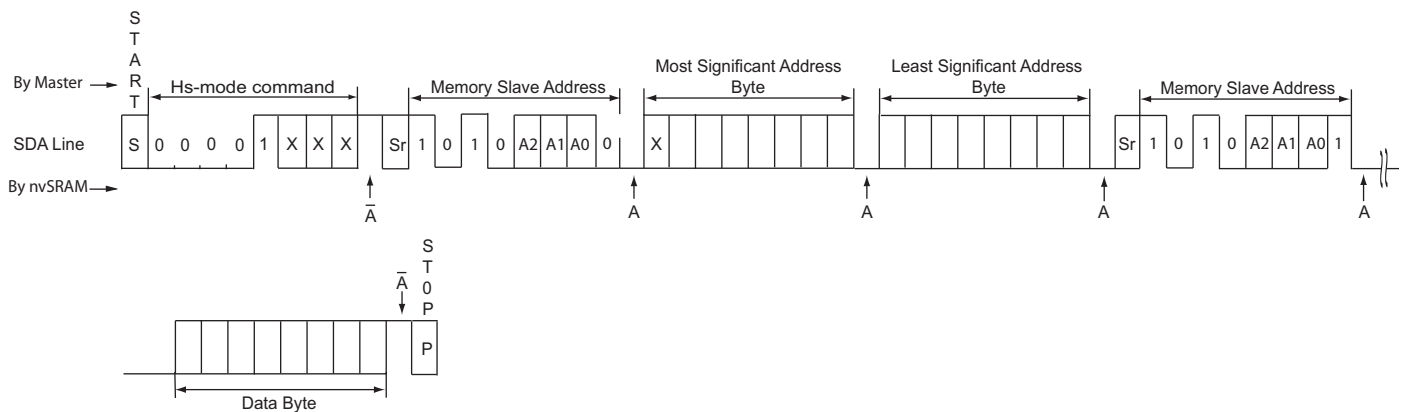 START
By Master
Hs-mode command
Memory Slave Address
Most Significant Address
Byte
Least Significant Address
Byte
Memory Slave Address
SDA Line
S 0 0 0 0 1 X X X Sr 1 0 1 0 A2 A1 A0 0 X Sr 1 0 1 0 A2 A1 A0 1
By nvSRAM
A̅ A A A A
A̅
ST0P
P
Data Byte